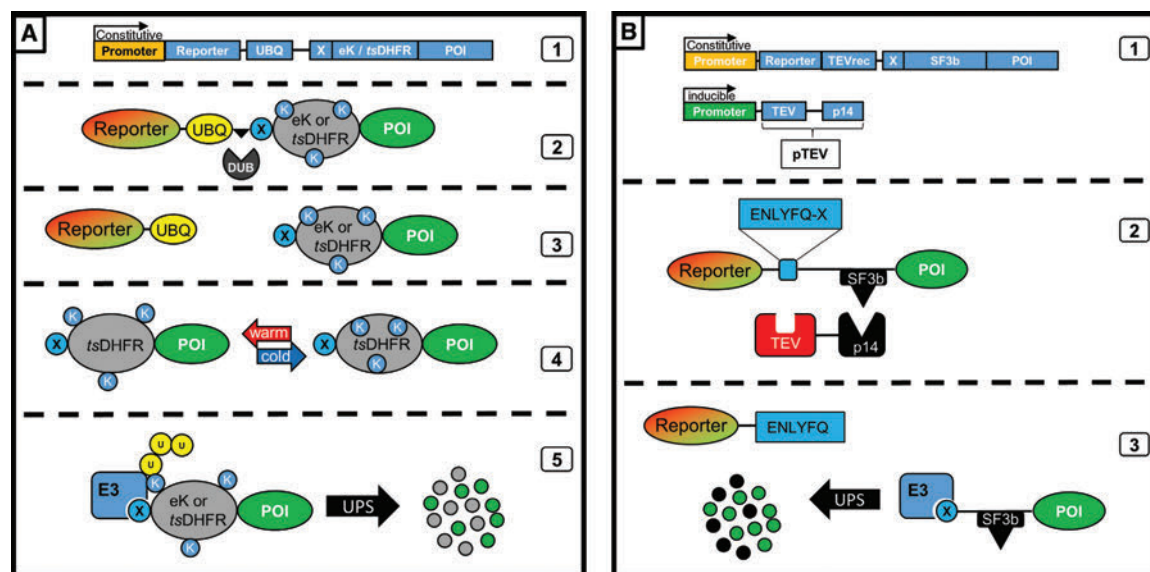 A
Constitutive
Promoter Reporter UBQ X eK / tsDHFR POI
1
Reporter UBQ X K K eK or tsDHFR K POI
DUB
2
Reporter UBQ X K K eK or tsDHFR K POI
3
K K X tsDHFR K POI
warm
cold
X K K tsDHFR K POI
4
U U U
E3 K K X eK or tsDHFR K POI
UPS
5
B
Constitutive
Promoter Reporter TEVrec X SF3b POI
1
inducible
Promoter TEV p14
pTEV
ENLYFQ-X
2
Reporter SF3b POI
TEV p14
Reporter ENLYFQ
3
UPS E3 X SF3b POI